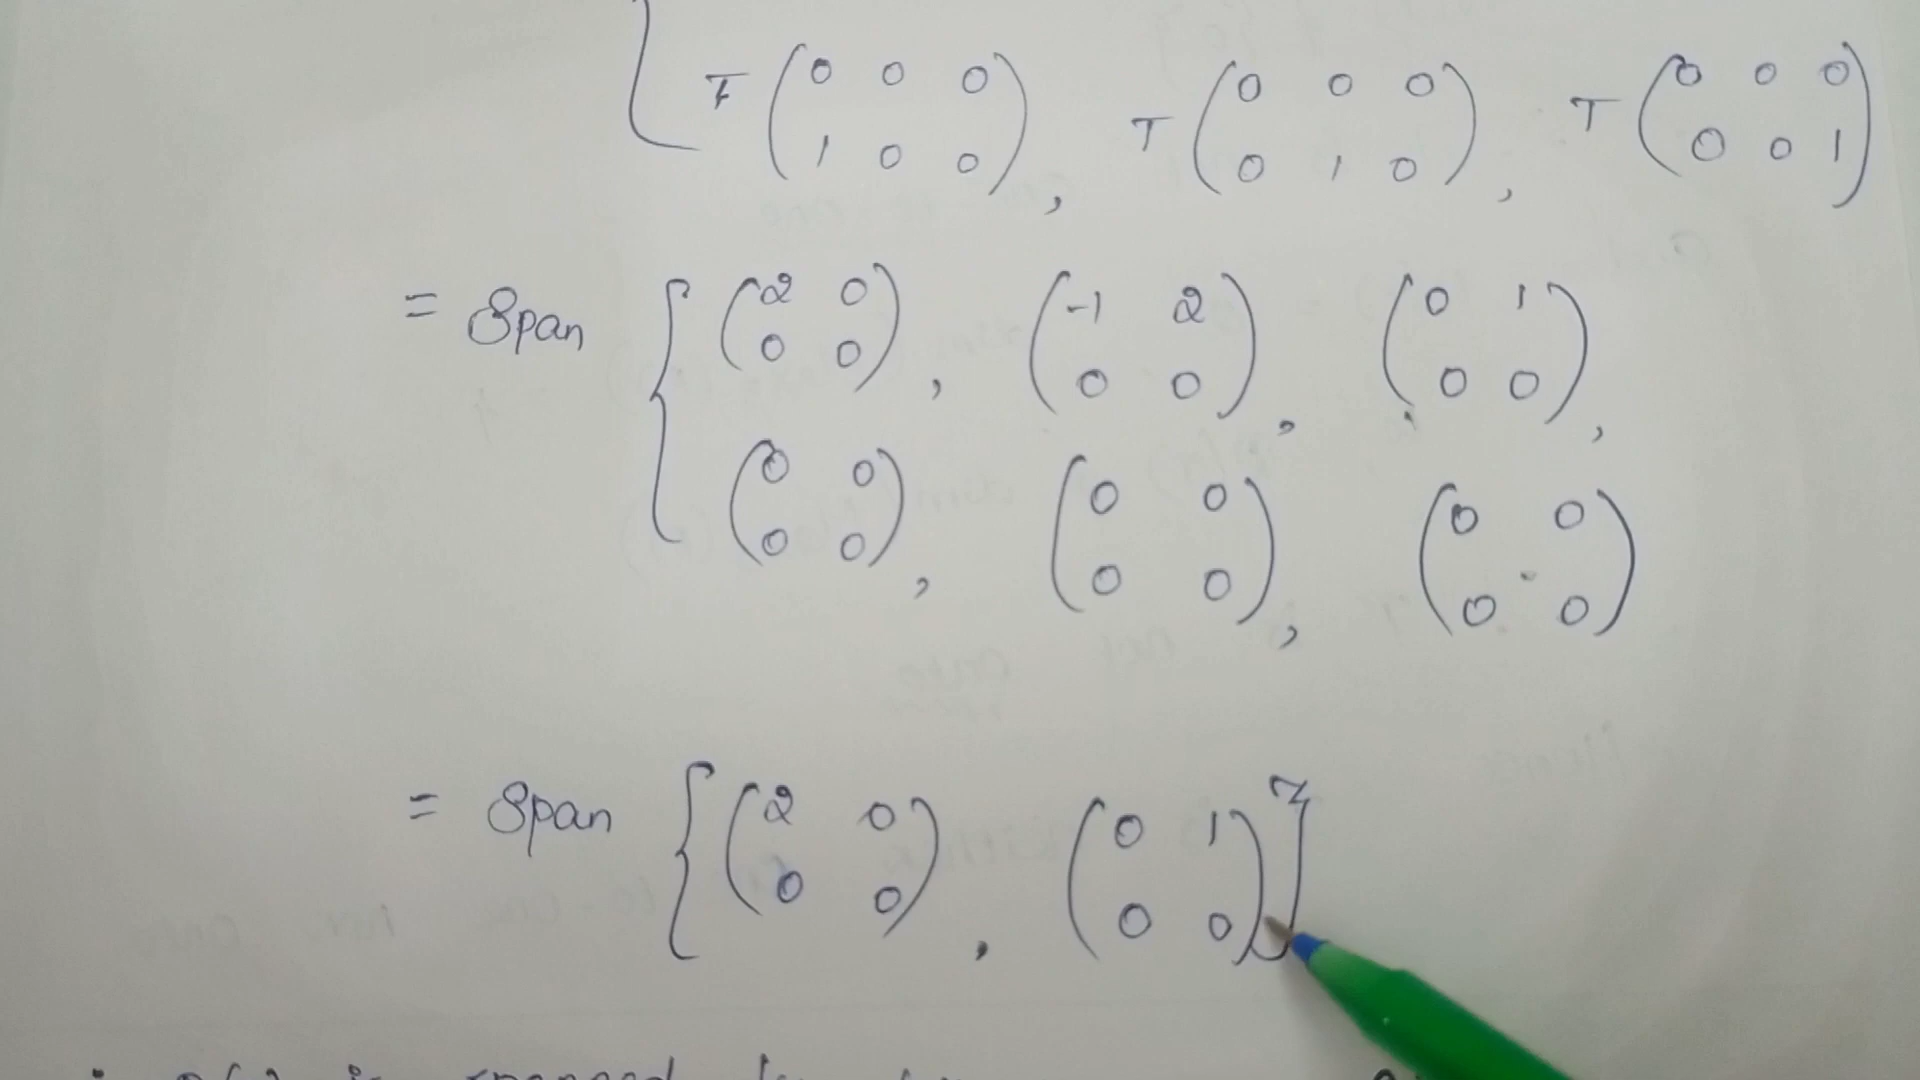 T ( 0 0 0
1 0 0 ) , T ( 0 0 0
0 1 0 ) , T ( 0 0 0
0 0 1 )
= Span { ( 2 0
0 0 ) , ( -1 2
0 0 ) , ( 0 1
0 0 ) ,
( 0 0
0 0 ) , ( 0 0
0 0 ) , ( 0 0
0 0 )
= Span { ( 2 0
0 0 ) , ( 0 1
0 0 ) }